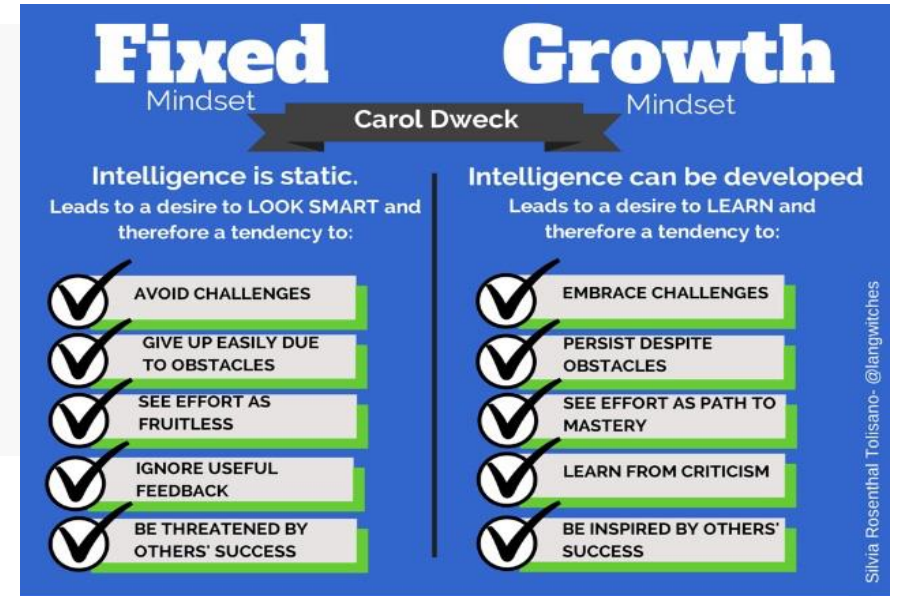 Fixed
Mindset
Growth
Mindset
Carol Dweck
Intelligence is static.
Leads to a desire to LOOK SMART and
therefore a tendency to:
AVOID CHALLENGES
GIVE UP EASILY DUE
TO OBSTACLES
SEE EFFORT AS
FRUITLESS
IGNORE USEFUL
FEEDBACK
BE THREATENED BY
OTHERS' SUCCESS
Intelligence can be developed
Leads to a desire to LEARN and
therefore a tendency to:
EMBRACE CHALLENGES
PERSIST DESPITE
OBSTACLES
SEE EFFORT AS PATH TO
MASTERY
LEARN FROM CRITICISM
BE INSPIRED BY OTHERS'
SUCCESS
Silvia Rosenthal Tolisano- @langwitches